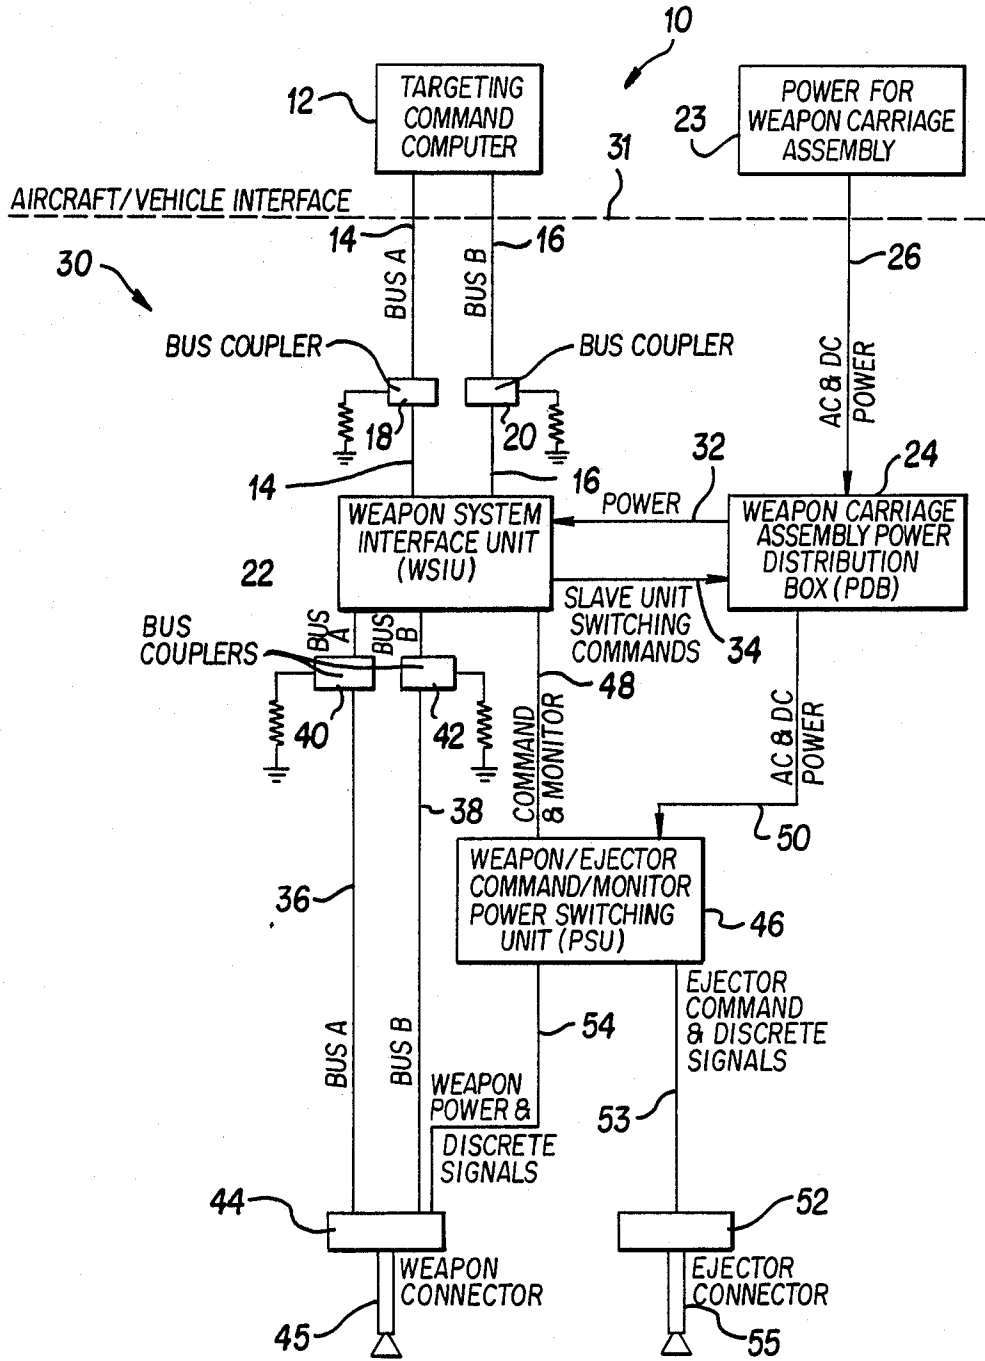 10
TARGETING
COMMAND
COMPUTER
12
POWER FOR
WEAPON CARRIAGE
ASSEMBLY
23
31
AIRCRAFT/VEHICLE INTERFACE
14
16
26
30
BUS A
BUS B
BUS COUPLER
BUS COUPLER
AC & DC
POWER
18
20
14
16
32
24
POWER
WEAPON SYSTEM
INTERFACE UNIT
(WSIU)
WEAPON CARRIAGE
ASSEMBLY POWER
DISTRIBUTION
BOX (PDB)
22
SLAVE UNIT
SWITCHING
COMMANDS
34
BUS
COUPLERS
BUS
A
BUS
B
48
40
42
COMMAND
& MONITOR
AC & DC
POWER
38
50
WEAPON/EJECTOR
COMMAND/MONITOR
POWER SWITCHING
UNIT (PSU)
36
46
EJECTOR
COMMAND
& DISCRETE
SIGNALS
54
BUS A
BUS B
WEAPON
POWER &
DISCRETE
SIGNALS
53
44
52
WEAPON
CONNECTOR
EJECTOR
CONNECTOR
45
55